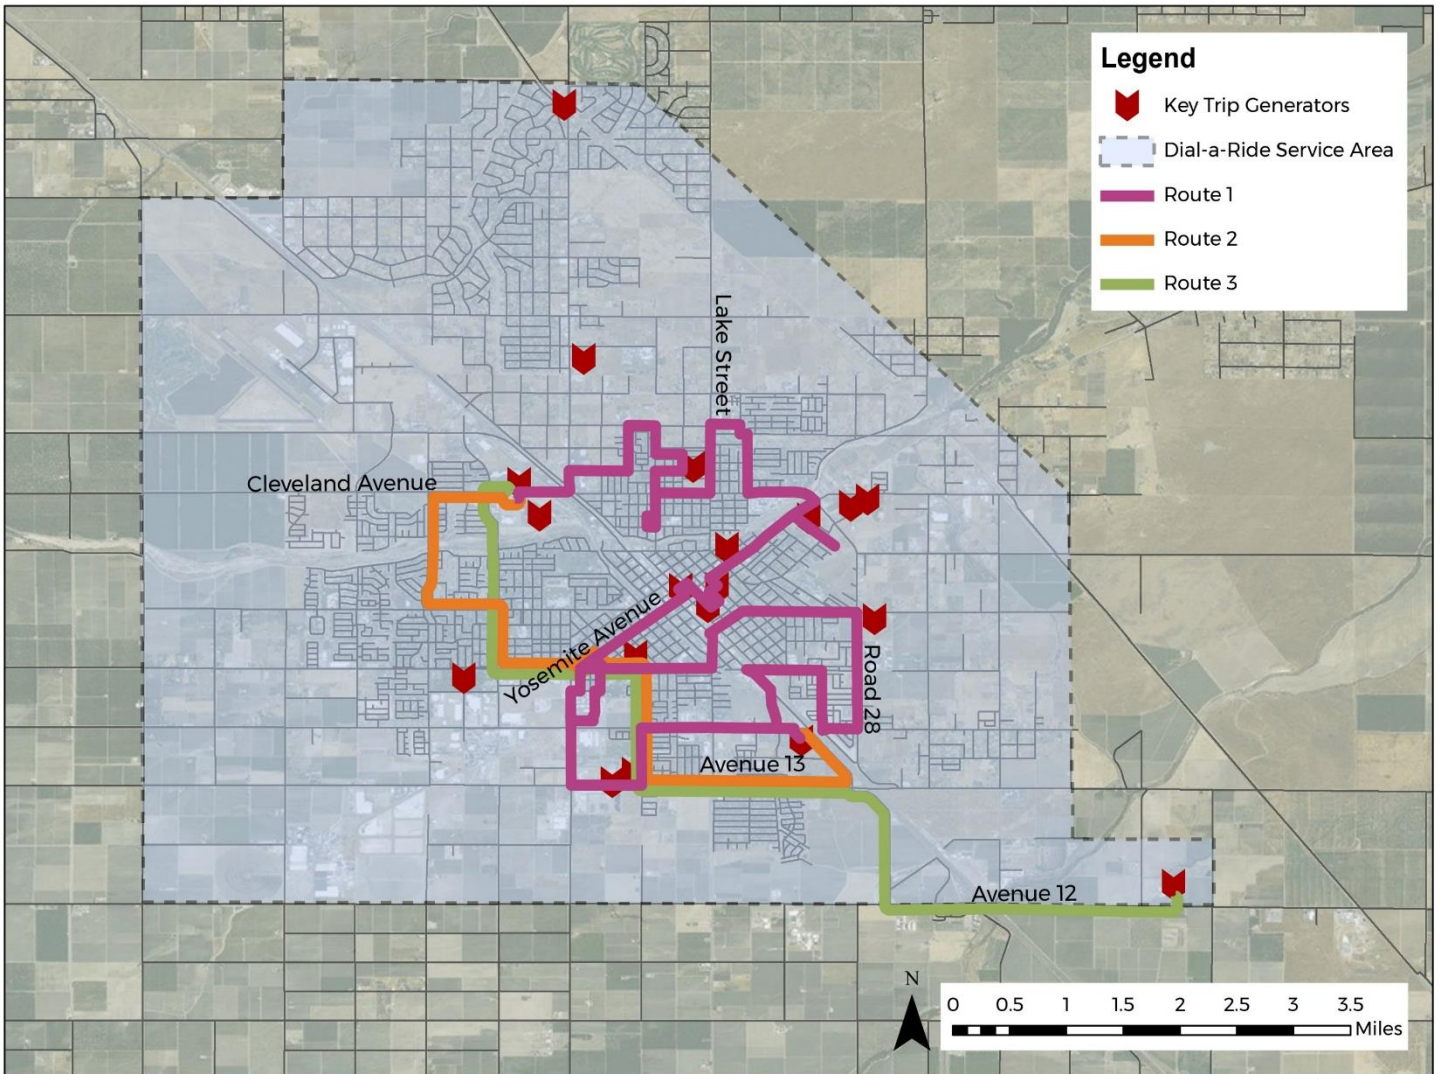 Legend
Key Trip Generators
Dial-a-Ride Service Area
Route 1
Route 2
Route 3
Lake Street
Cleveland Avenue
Yosemite Avenue
Road 28
Avenue 13
Avenue 12
N
0 0.5 1 1.5 2 2.5 3 3.5
Miles